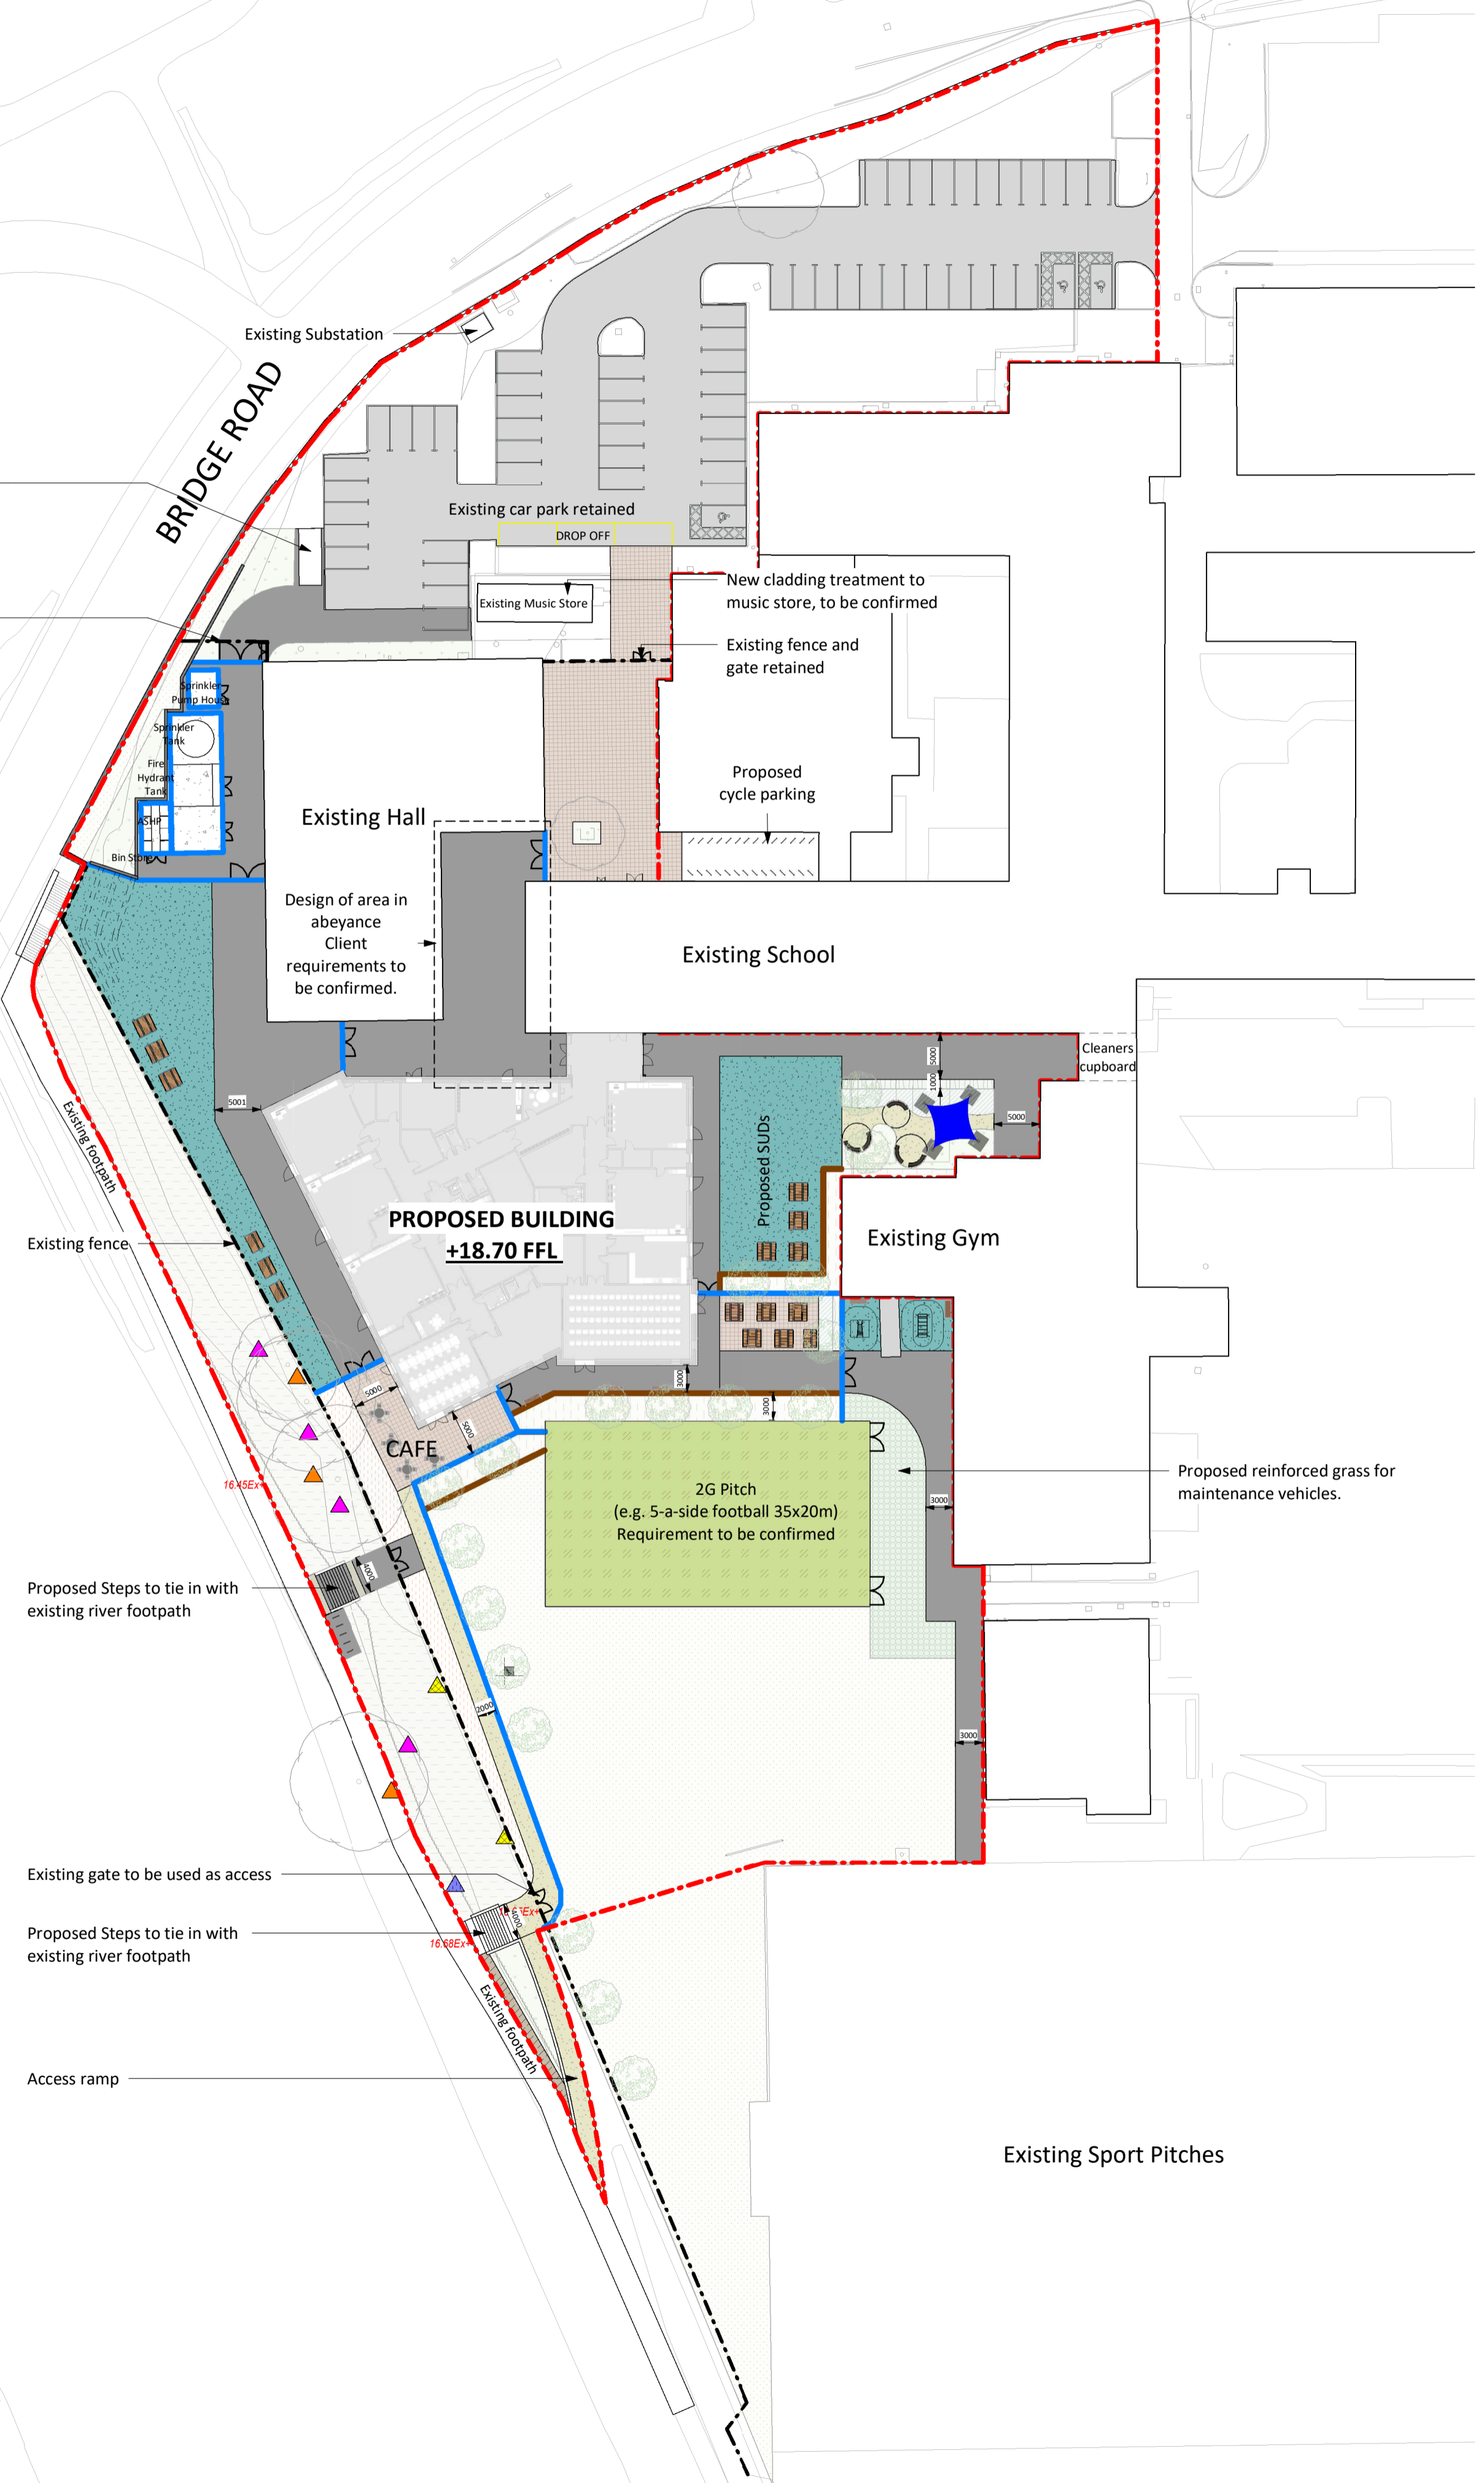 Existing Substation
BRIDGE ROAD
Existing car park retained
DROP OFF
Existing Music Store
New cladding treatment to
music store, to be confirmed
Existing fence and
gate retained
Sprinkler
Pump House
Sprinkler
Tank
Fire
Hydrant
Tank
ASHP
Bin Store
Existing Hall
Proposed
cycle parking
Design of area in
abeyance
Client
requirements to
be confirmed.
Existing School
Cleaners
cupboard
5000
1000
5000
5001
Existing footpath
Proposed SUDs
PROPOSED BUILDING
+18.70 FFL
Existing Gym
Existing fence
3000
3000
5000
5000
CAFE
16.45Ex+
2G Pitch
(e.g. 5-a-side football 35x20m)
Requirement to be confirmed
Proposed reinforced grass for
maintenance vehicles.
3000
4000
Proposed Steps to tie in with
existing river footpath
2000
3000
Existing gate to be used as access
4000
Proposed Steps to tie in with
existing river footpath
16.68Ex+
Existing footpath
Access ramp
Existing Sport Pitches